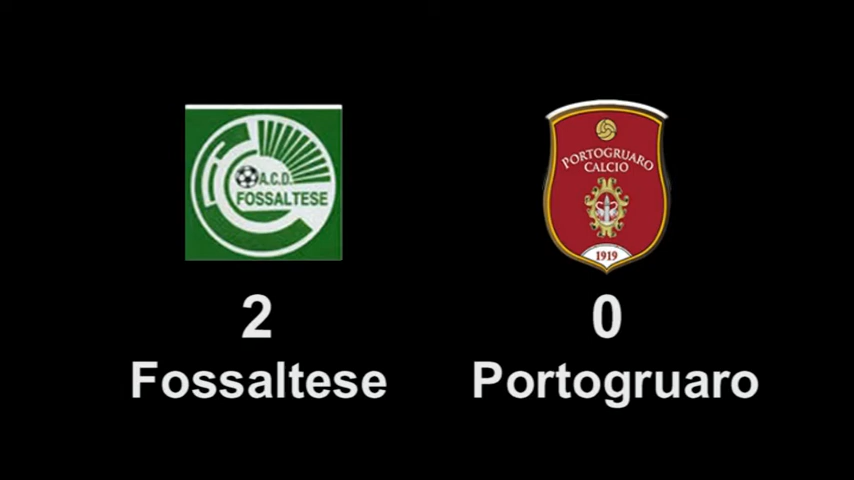 A.C.D.
FOSSALTESE
PORTOGRUARO
CALCIO
1919
2
0
Fossaltese
Portogruaro